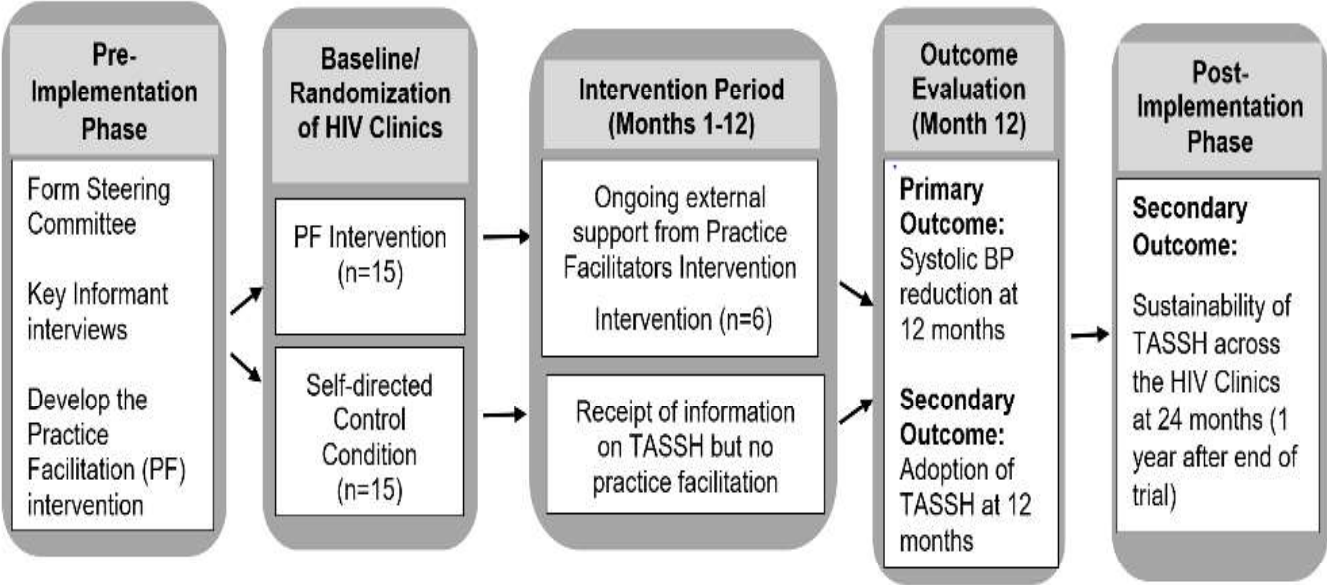 Pre-
Implementation
Phase
Form Steering
Committee
Key Informant
interviews
Develop the
Practice
Facilitation (PF)
intervention
Baseline/
Randomization
of HIV Clinics
PF Intervention
(n=15)
Self-directed
Control
Condition
(n=15)
Intervention Period
(Months 1-12)
Ongoing external
support from Practice
Facilitators Intervention
Intervention (n=6)
Receipt of information
on TASSH but no
practice facilitation
Outcome
Evaluation
(Month 12)
Primary
Outcome:
Systolic BP
reduction at
12 months
Secondary
Outcome:
Adoption of
TASSH at 12
months
Post-
Implementation
Phase
Secondary
Outcome:
Sustainability of
TASSH across
the HIV Clinics
at 24 months (1
year after end of
trial)